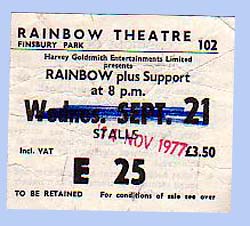 RAINBOW THEATRE
FINSBURY PARK 102
Harvey Goldsmith Entertainments Limited
presents
RAINBOW plus Support
at 8 p.m.
Wednes. SEPT. 21
STALLS
14 NOV 1977
Incl. VAT £3.50
E 25
TO BE RETAINED For conditions of sale see over